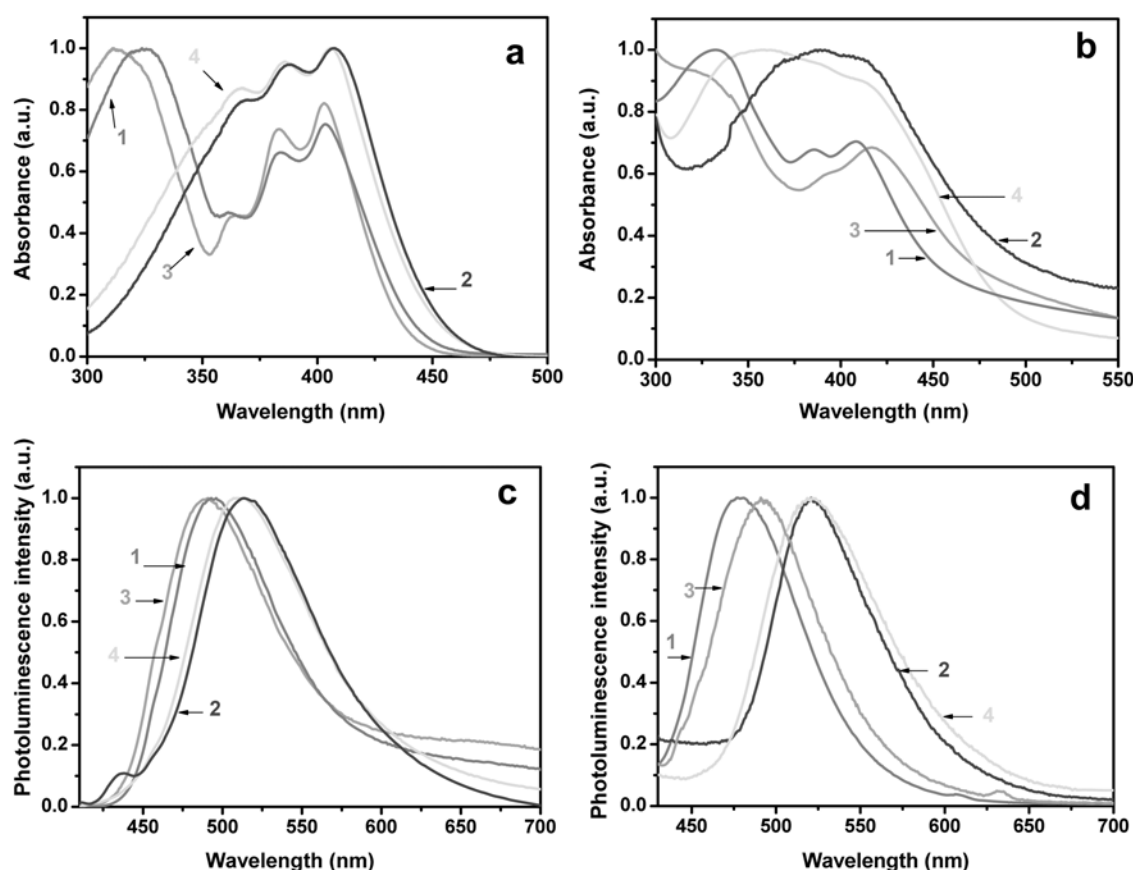 a
Absorbance (a.u.)
1.0
0.8
0.6
0.4
0.2
0.0
4
1
3
2
300 350 400 450 500
Wavelength (nm)
b
Absorbance (a.u.)
1.0
0.8
0.6
0.4
0.2
0.0
4
3
2
1
300 350 400 450 500 550
Wavelength (nm)
c
Photoluminescence intensity (a.u.)
1.0
0.8
0.6
0.4
0.2
0.0
1
3
4
2
450 500 550 600 650 700
Wavelength (nm)
d
Photoluminescence intensity (a.u.)
1.0
0.8
0.6
0.4
0.2
0.0
3
1
2
4
450 500 550 600 650 700
Wavelength (nm)